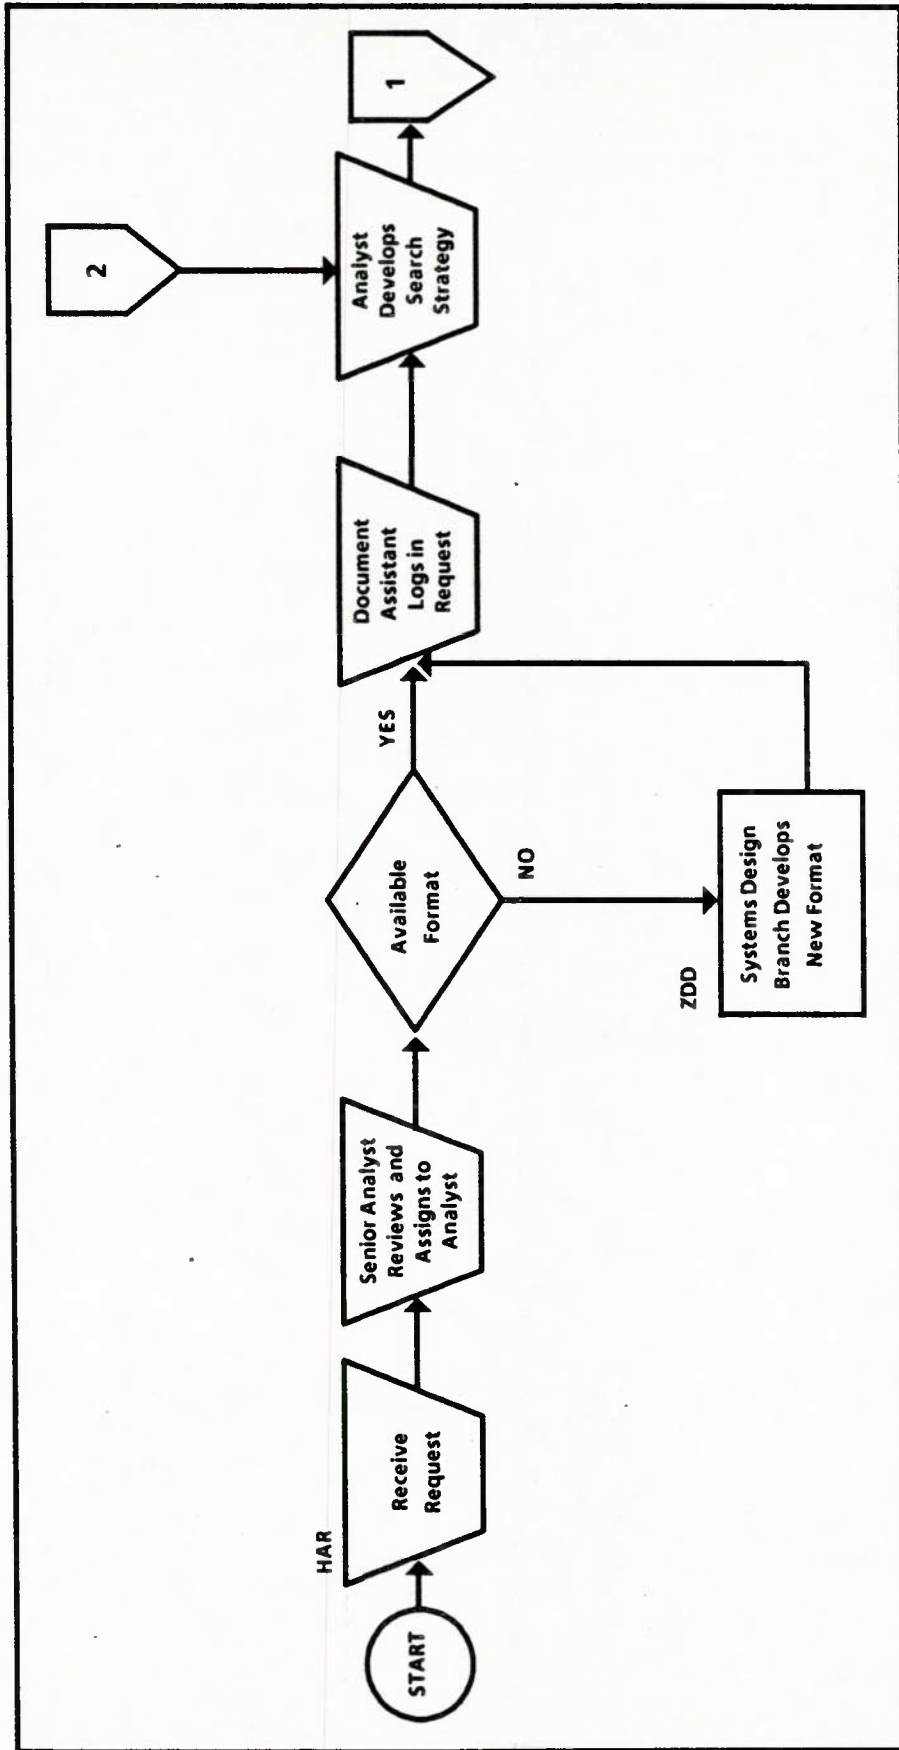 HAR
START
Receive
Request
Senior Analyst
Reviews and
Assigns to
Analyst
Available
Format
YES
NO
ZDD
Systems Design
Branch Develops
New Format
Document
Assistant
Logs in
Request
2
Analyst
Develops
Search
Strategy
1